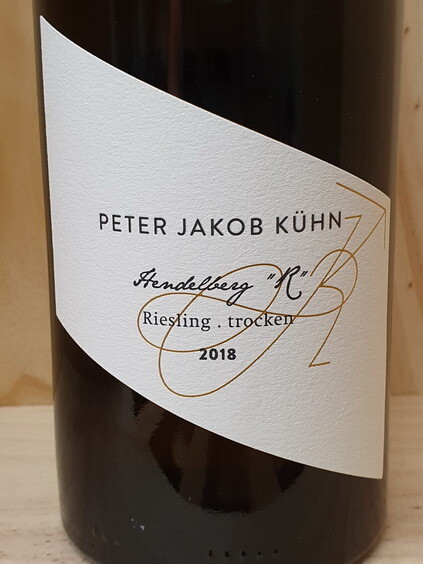 PETER JAKOB KÜHN
Hendelberg "R"
Riesling . trocken
2018